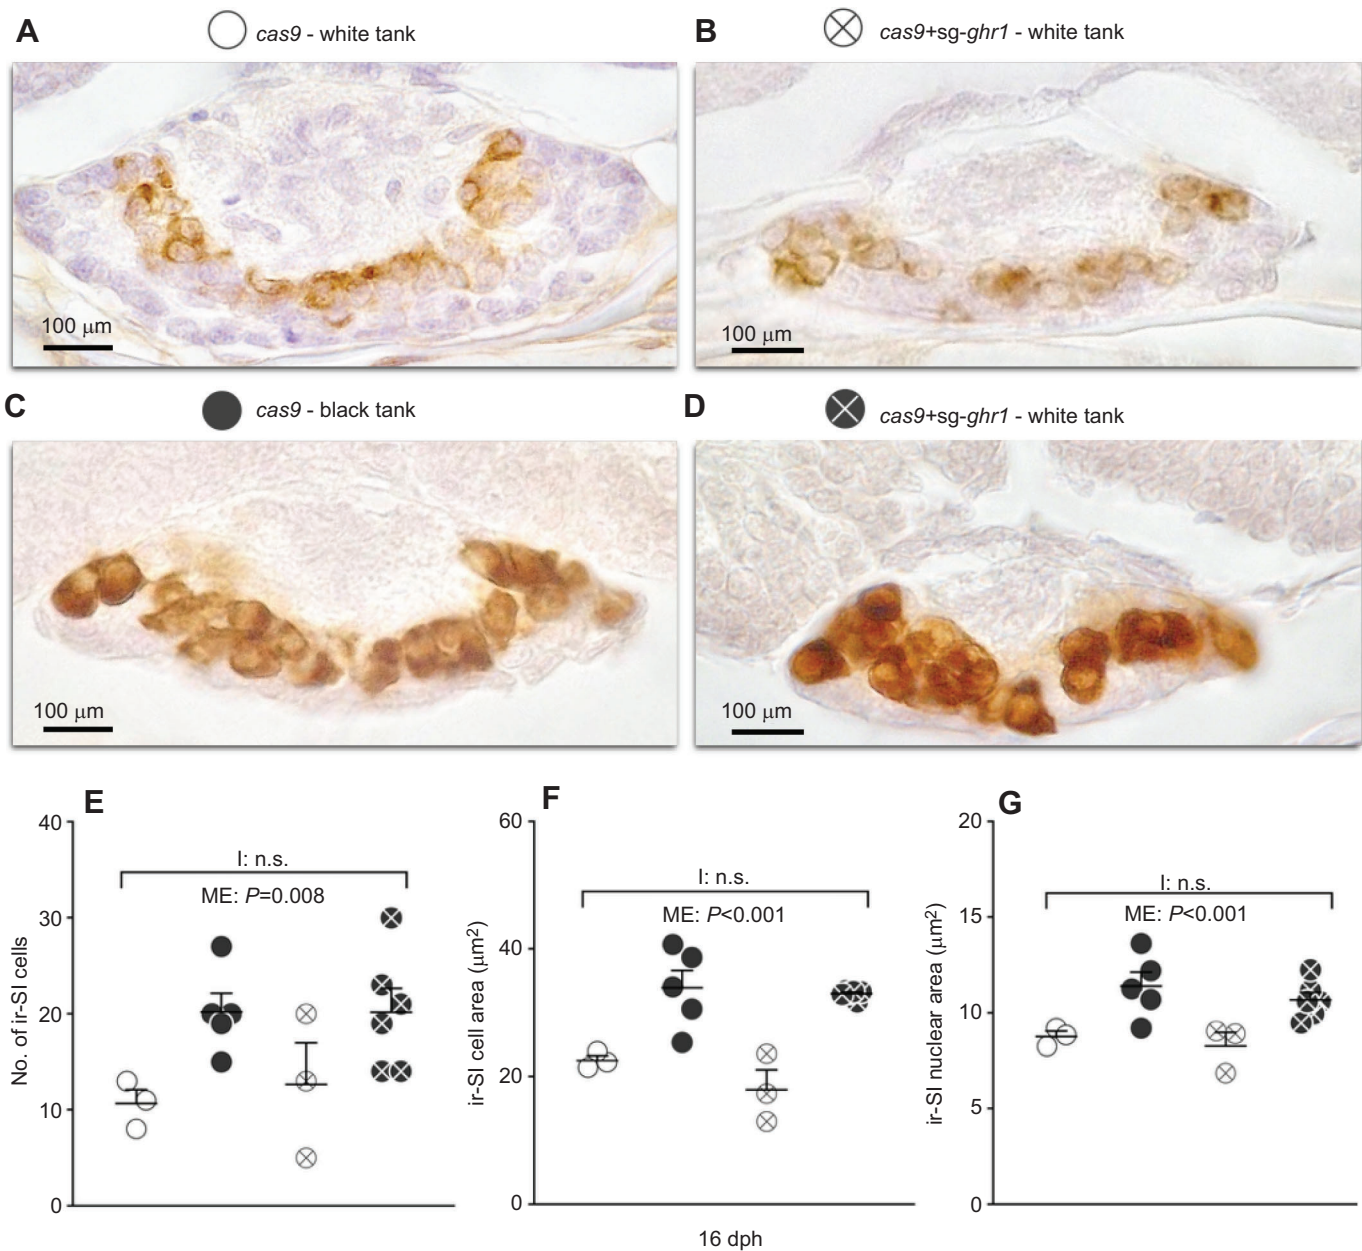 A
cas9 - white tank
B
cas9+sg-ghr1 - white tank
100 μm
100 μm
C
cas9 - black tank
D
cas9+sg-ghr1 - white tank
100 μm
100 μm
E
40
30
20
10
0
No. of ir-SI cells
I: n.s.
ME: P=0.008
F
60
40
20
0
ir-SI cell area (μm²)
I: n.s.
ME: P<0.001
G
20
15
10
5
0
ir-SI nuclear area (μm²)
I: n.s.
ME: P<0.001
16 dph